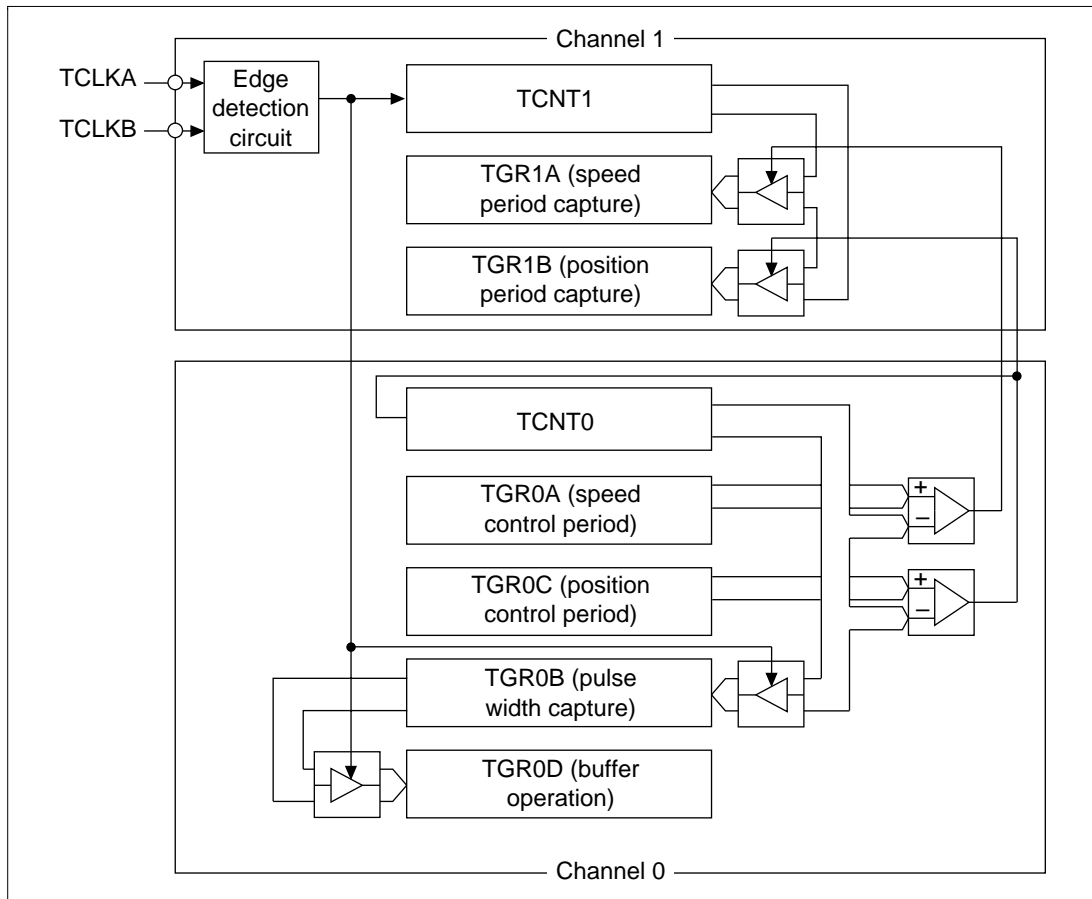 Channel 1
TCLKA
TCLKB
Edge
detection
circuit
TCNT1
TGR1A (speed
period capture)
TGR1B (position
period capture)
TCNT0
TGR0A (speed
control period)
+
−
TGR0C (position
control period)
+
−
TGR0B (pulse
width capture)
TGR0D (buffer
operation)
Channel 0